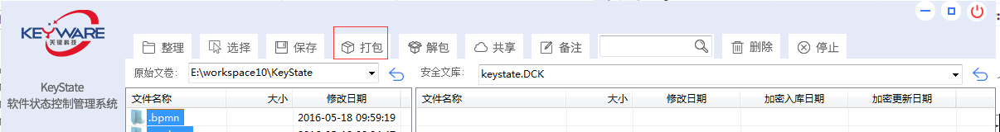 KEYWARE
关键科技
KeyState
软件状态控制管理系统
整理 选择 保存 打包 解包 共享 备注 删除 停止
原始文卷: E:\workspace10\KeyState 安全文库: keystate.DCK
文件名称 大小 修改日期 文件名称 大小 修改日期 加密入库日期 加密更新日期
.bpmn 2016-05-18 09:59:19